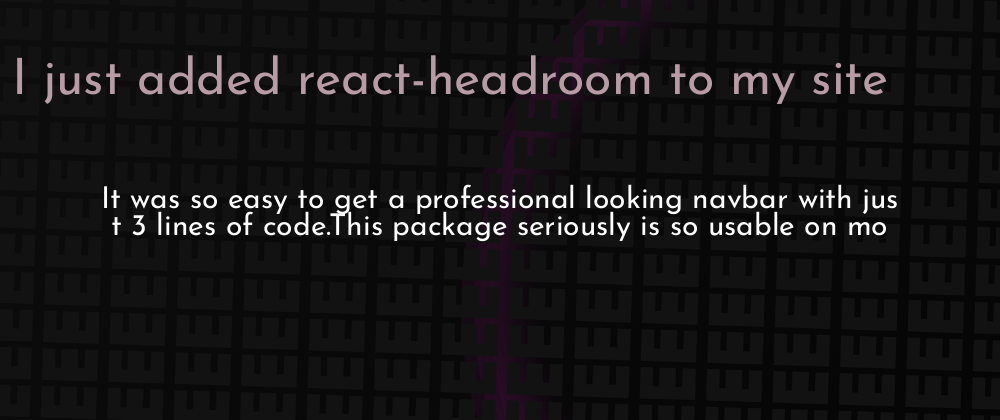 I just added react-headroom to my site
It was so easy to get a professional looking navbar with jus
t 3 lines of code.This package seriously is so usable on mo